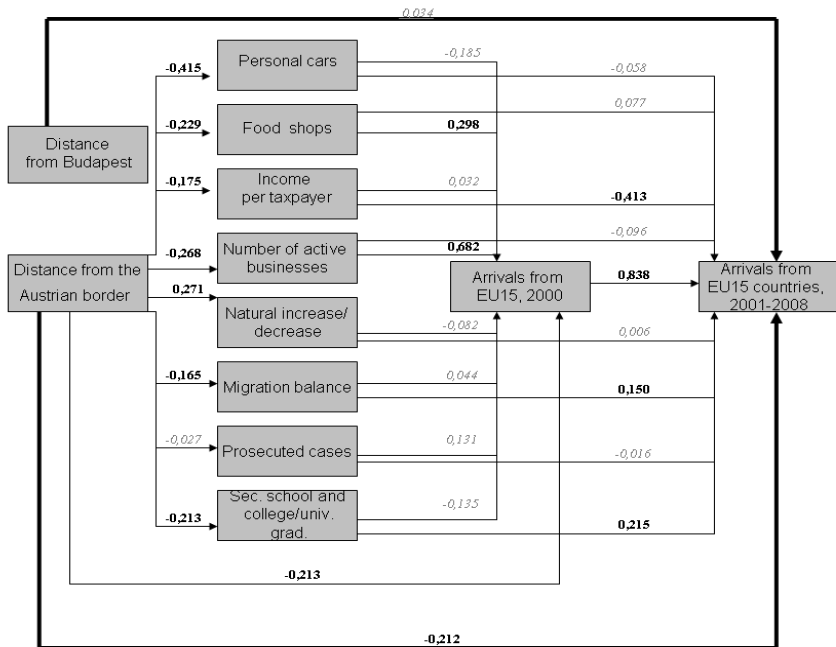 0,034
Personal cars
-0,185
-0,415
-0,058
0,077
-0,229
Food shops
0,298
Distance
from Budapest
Income
per taxpayer
-0,175
0,032
-0,413
Number of active
businesses
-0,268
-0,096
0,682
Distance from the
Austrian border
Arrivals from
EU15, 2000
0,838
Arrivals from
EU15 countries,
2001-2008
0,271
Natural increase/
decrease
-0,082
0,006
-0,165
Migration balance
0,044
0,150
-0,027
Prosecuted cases
0,131
-0,016
Sec. school and
college/univ.
grad.
-0,135
-0,213
0,215
-0,213
-0,212